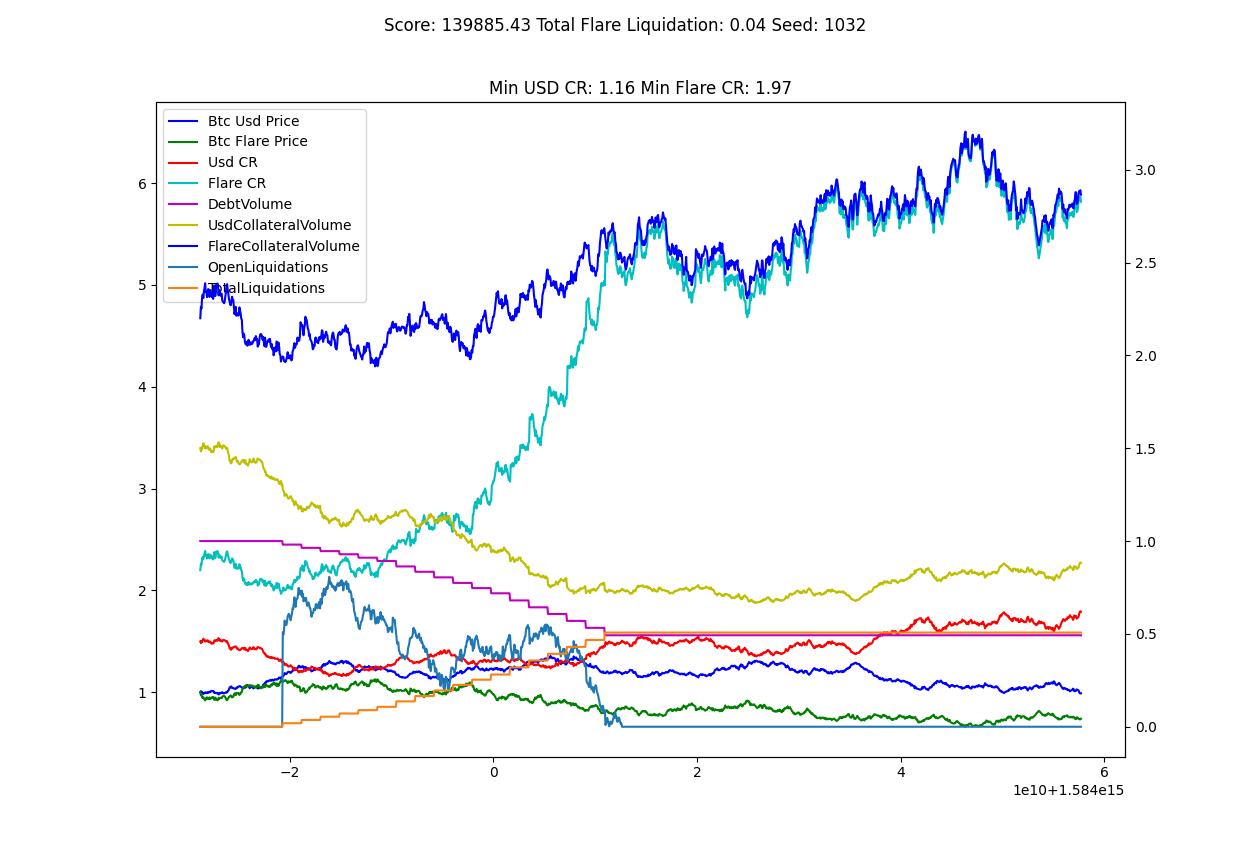 Score: 139885.43 Total Flare Liquidation: 0.04 Seed: 1032
Min USD CR: 1.16 Min Flare CR: 1.97
Btc Usd Price
Btc Flare Price
Usd CR
Flare CR
DebtVolume
UsdCollateralVolume
FlareCollateralVolume
OpenLiquidations
TotalLiquidations
6
5
4
3
2
1
3.0
2.5
2.0
1.5
1.0
0.5
0.0
−2
0
2
4
6
1e10+1.584e15